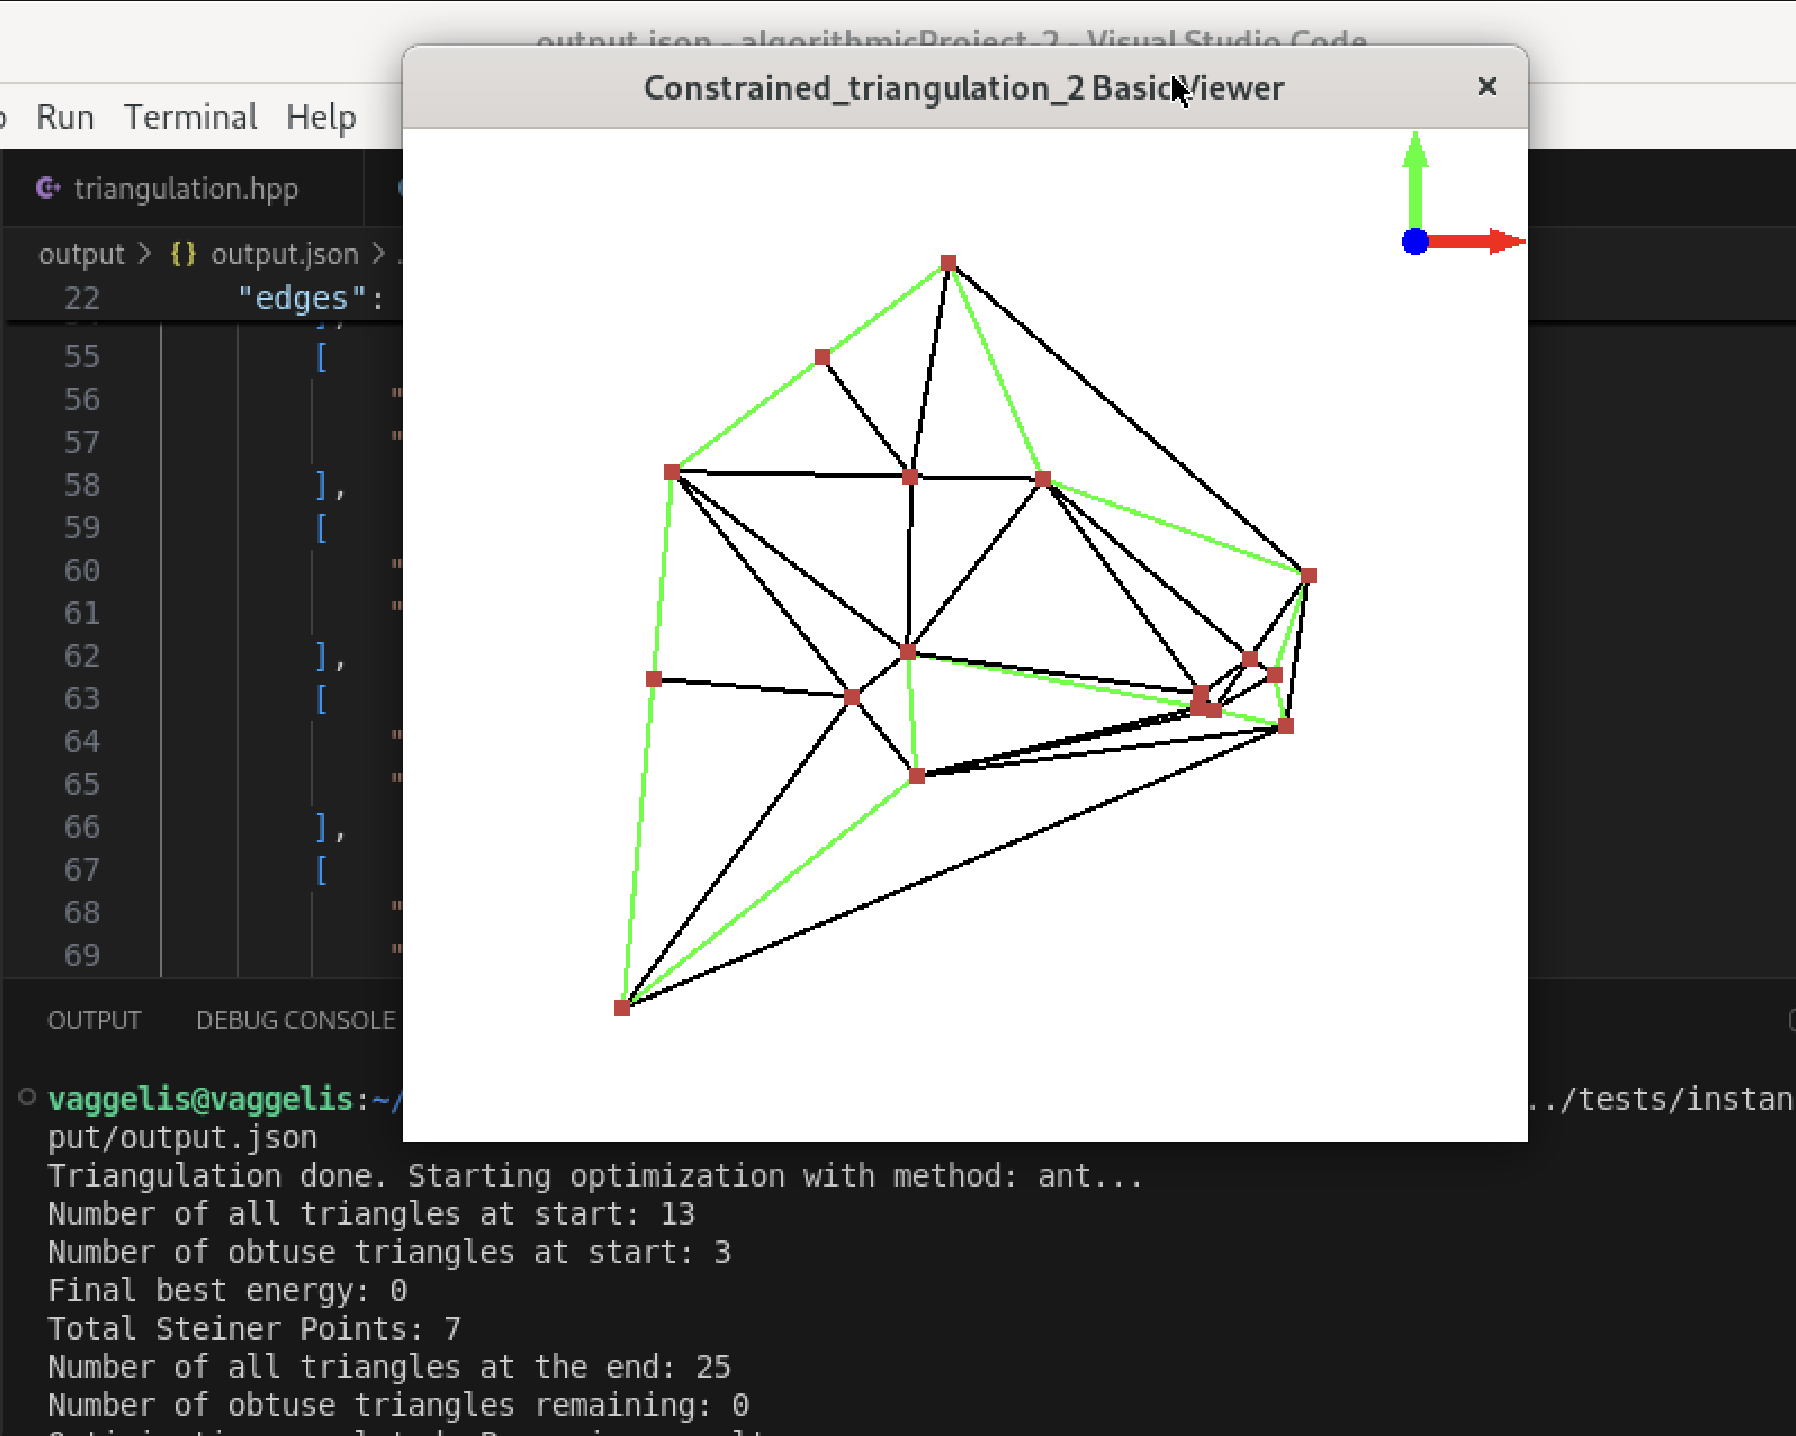 output.json - algorithmicProject-2 - Visual Studio Code
Constrained_triangulation_2 Basic Viewer
Run Terminal Help
triangulation.hpp
output > {} output.json > .
22 "edges":
],
55 [
56 "
57 "
58 ],
59 [
60 "
61 "
62 ],
63 [
64 "
65 "
66 ],
67 [
68 "
69 "
OUTPUT DEBUG CONSOLE
vaggelis@vaggelis:~/ ../tests/instan
put/output.json
Triangulation done. Starting optimization with method: ant...
Number of all triangles at start: 13
Number of obtuse triangles at start: 3
Final best energy: 0
Total Steiner Points: 7
Number of all triangles at the end: 25
Number of obtuse triangles remaining: 0